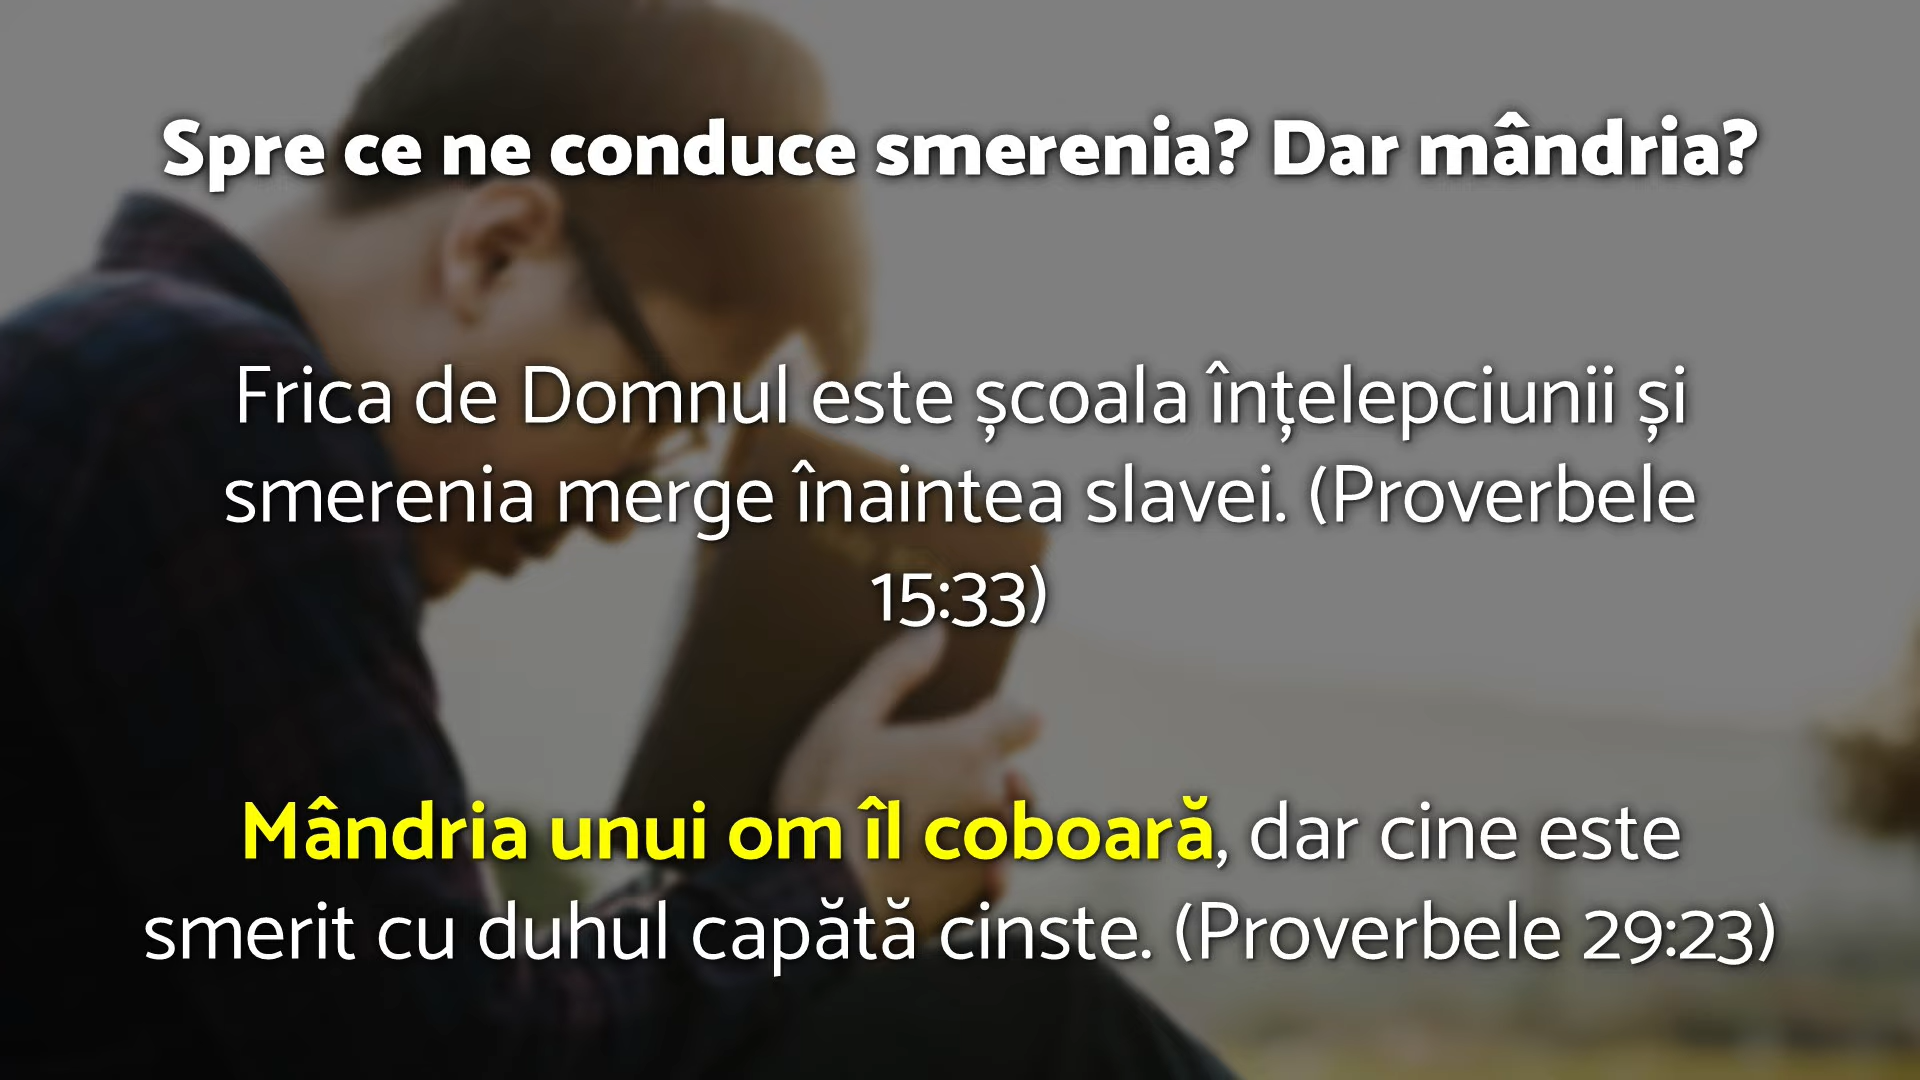 Spre ce ne conduce smerenia? Dar mândria?
Frica de Domnul este școala înțelepciunii și
smerenia merge înaintea slavei. (Proverbele
15:33)
Mândria unui om îl coboară, dar cine este
smerit cu duhul capătă cinste. (Proverbele 29:23)